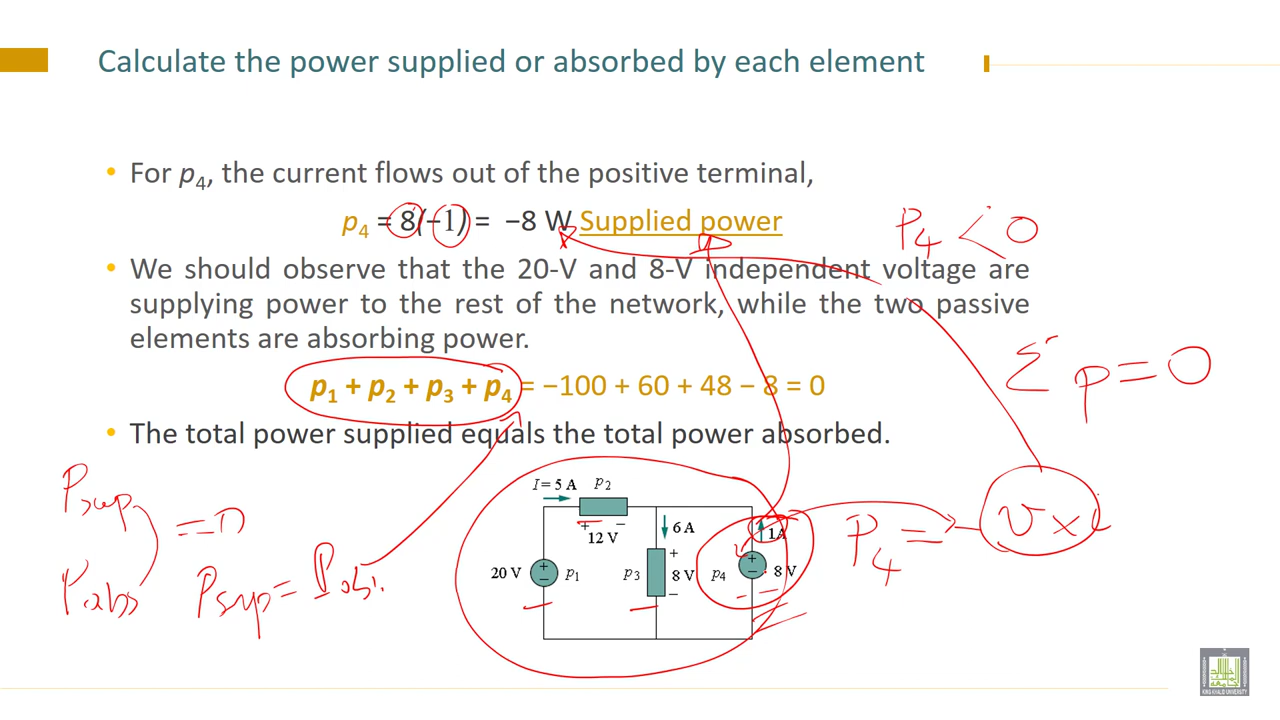 Calculate the power supplied or absorbed by each element
• For p4, the current flows out of the positive terminal,
p4 = 8(−1) = −8 W Supplied power
P4 < 0
• We should observe that the 20-V and 8-V independent voltage are
supplying power to the rest of the network, while the two passive
elements are absorbing power.
Σ p = 0
p1 + p2 + p3 + p4 = −100 + 60 + 48 − 8 = 0
• The total power supplied equals the total power absorbed.
Psup
Pabs
= 0
Psup = Pabs.
I = 5 A p2
+ −
12 V
6 A
1A
20 V + − p1
p3 + 8 V −
p4 + − 8 V
P4 = − v x i
KING KHALID UNIVERSITY